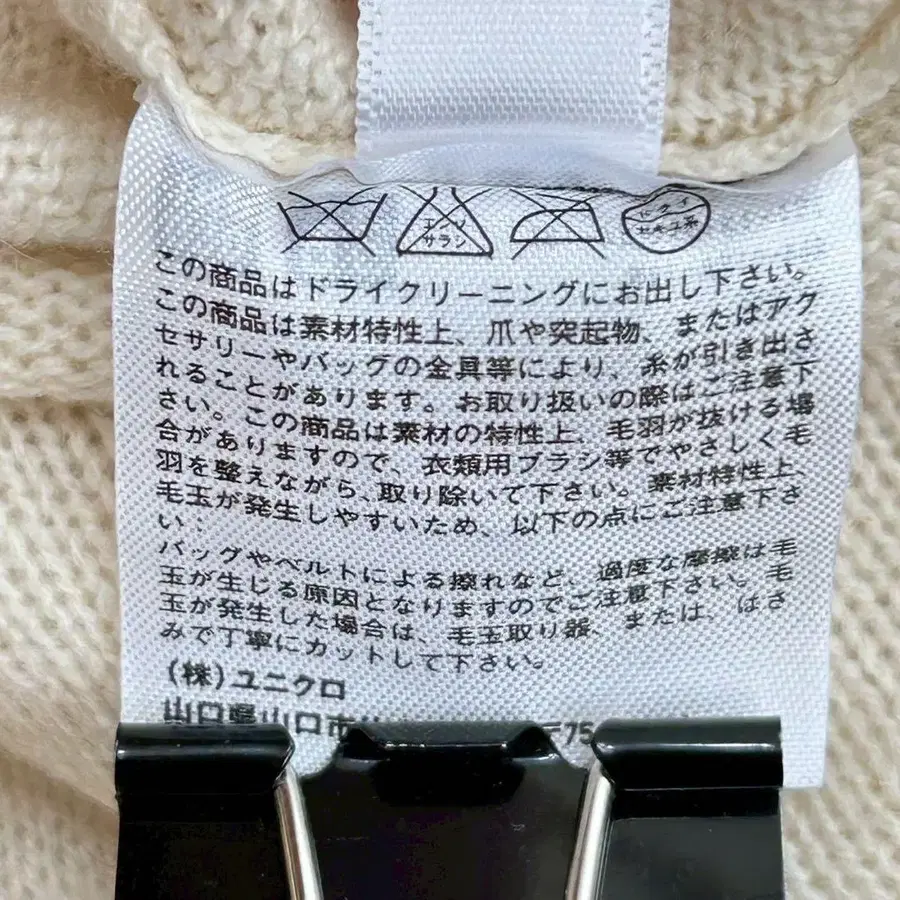 エンソ
サラシ
ドライ
セキユ系
この商品はドライクリーニングにお出し下さい。
この商品は素材特性上、爪や突起物、またはアク
セサリーやバッグの金具等により、糸が引き出さ
れることがあります。お取り扱いの際はご注意下
さい。この商品は素材の特性上、毛羽が抜ける場
合がありますので、衣類用ブラシ等でやさしく毛
羽を整えながら、取り除いて下さい。素材特性上、
毛玉が発生しやすいため、以下の点にご注意下さ
い:
バッグやベルトによる擦れなど、過度な摩擦は毛
玉が生じる原因となりますのでご注意下さい。毛
玉が発生した場合は、毛玉取り器、または、はさ
みで丁寧にカットして下さい。
(株)ユニクロ
山口県山口市